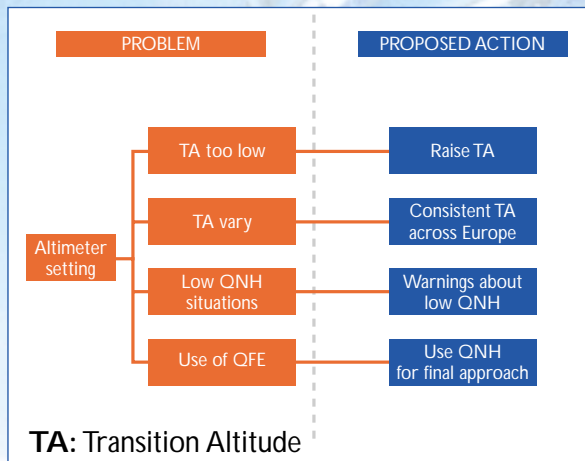 PROBLEM
PROPOSED ACTION
TA too low
Raise TA
TA vary
Consistent TA
across Europe
Altimeter
setting
Low QNH
situations
Warnings about
low QNH
Use of QFE
Use QNH
for final approach
TA: Transition Altitude